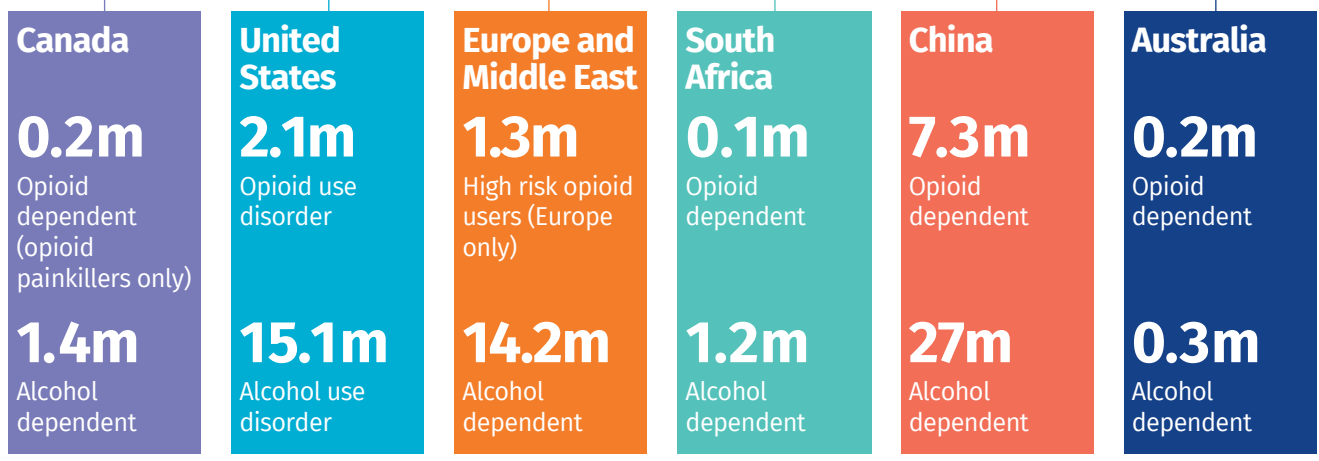 Canada
0.2m
Opioid
dependent
(opioid
painkillers only)
1.4m
Alcohol
dependent
United
States
2.1m
Opioid use
disorder
15.1m
Alcohol use
disorder
Europe and
Middle East
1.3m
High risk opioid
users (Europe
only)
14.2m
Alcohol
dependent
South
Africa
0.1m
Opioid
dependent
1.2m
Alcohol
dependent
China
7.3m
Opioid
dependent
27m
Alcohol
dependent
Australia
0.2m
Opioid
dependent
0.3m
Alcohol
dependent